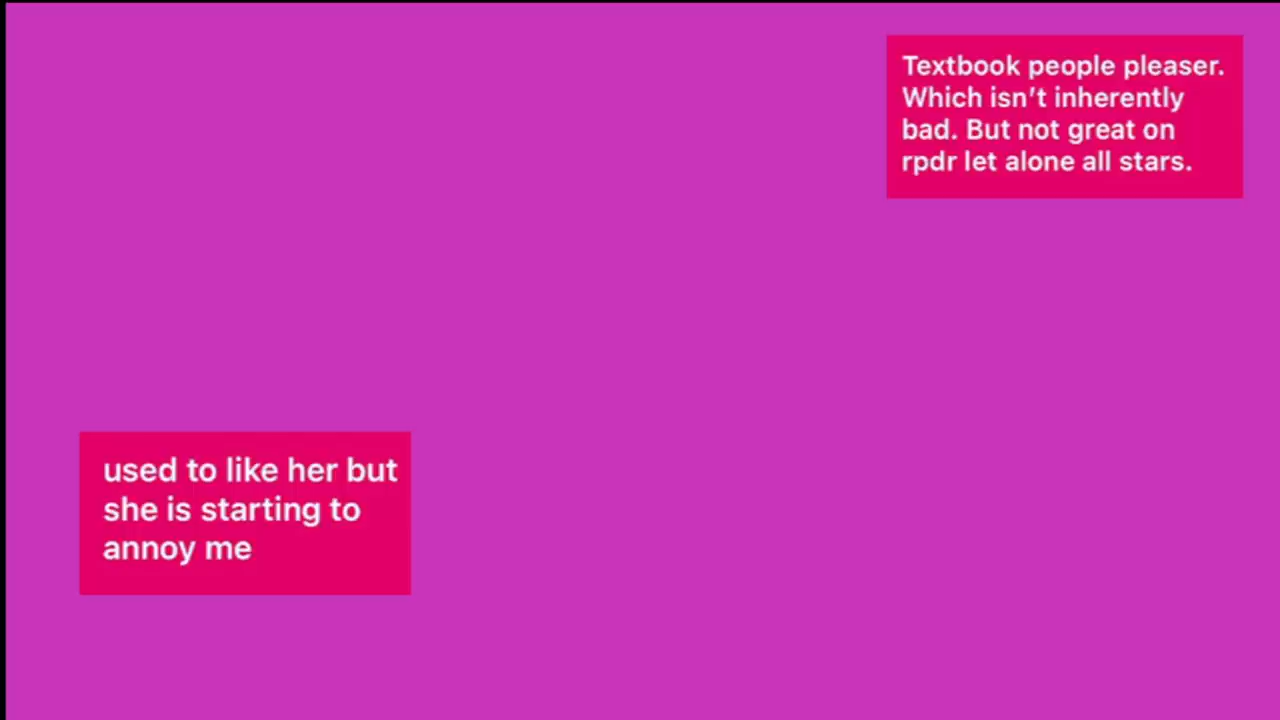 Textbook people pleaser.
Which isn't inherently
bad. But not great on
rpdr let alone all stars.
used to like her but
she is starting to
annoy me